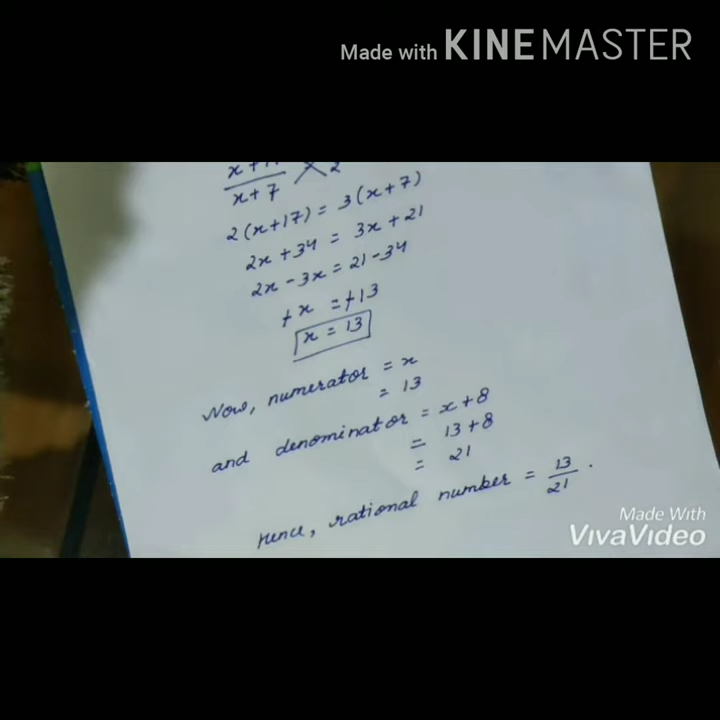 Made with KINEMASTER
x + 7
2(x+17) = 3(x+7)
2x + 34 = 3x + 21
2x - 3x = 21 - 34
+x = +13
x = 13
Now, numerator = x
= 13
and denominator = x + 8
= 13 + 8
= 21
Hence, rational number = 13/21.
Made With
VivaVideo